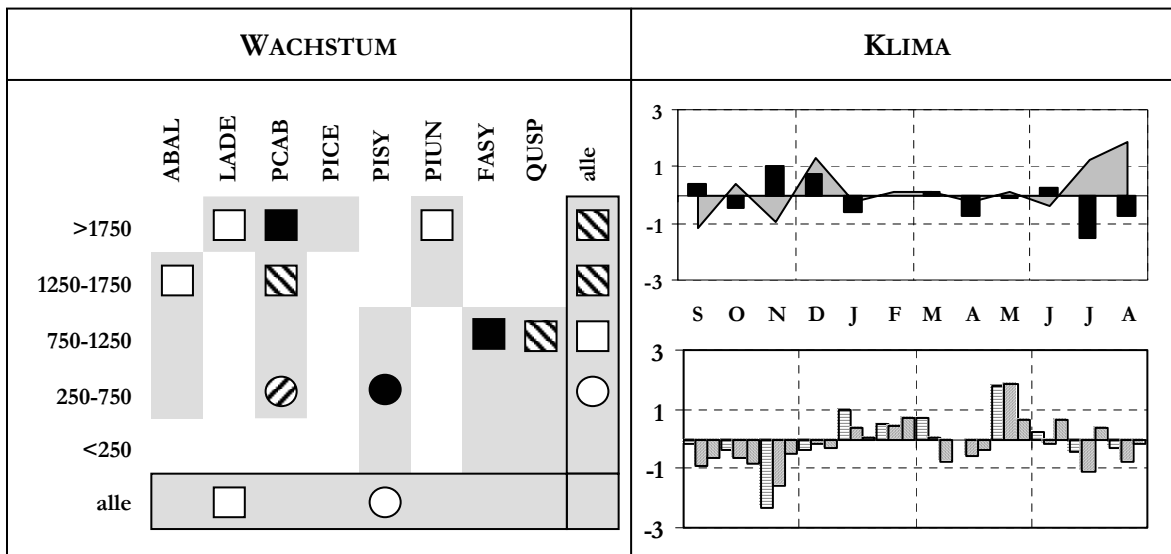 WACHSTUM
KLIMA
ABAL LADE PCAB PICE PISY PIUN FASY QUSP alle
>1750
1250-1750
750-1250
250-750
<250
alle
3
1
-1
-3
S O N D J F M A M J J A
3
1
-1
-3